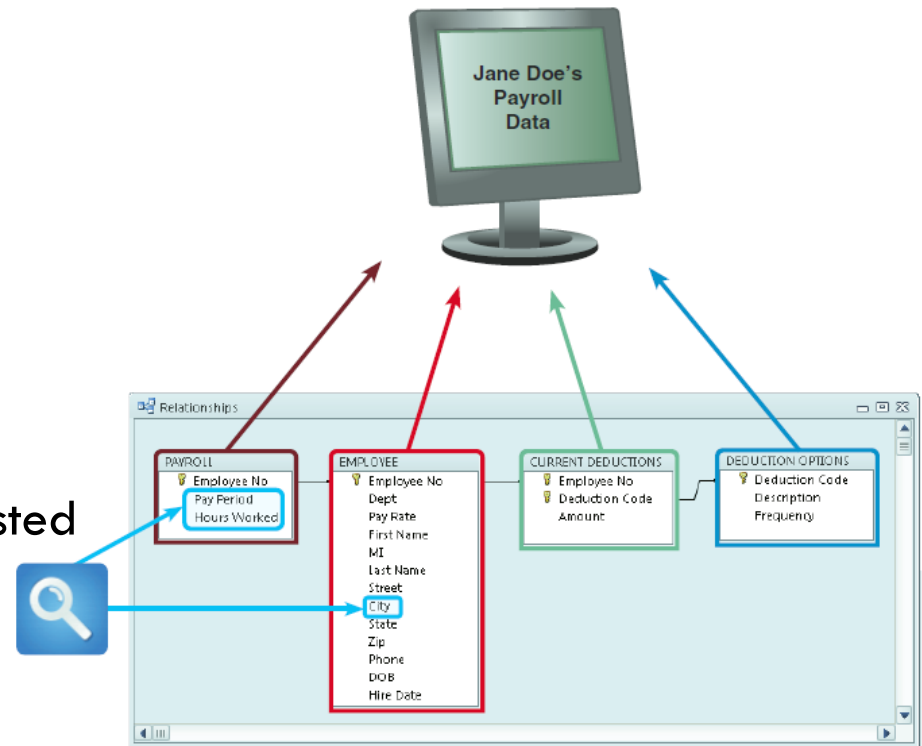 Jane Doe's
Payroll
Data
Relationships
PAYROLL
Employee No
Pay Period
Hours Worked
EMPLOYEE
Employee No
Dept
Pay Rate
First Name
MI
Last Name
Street
City
State
Zip
Phone
DOB
Hire Date
CURRENT DEDUCTIONS
Employee No
Deduction Code
Amount
DEDUCTION OPTIONS
Deduction Code
Description
Frequency
sted